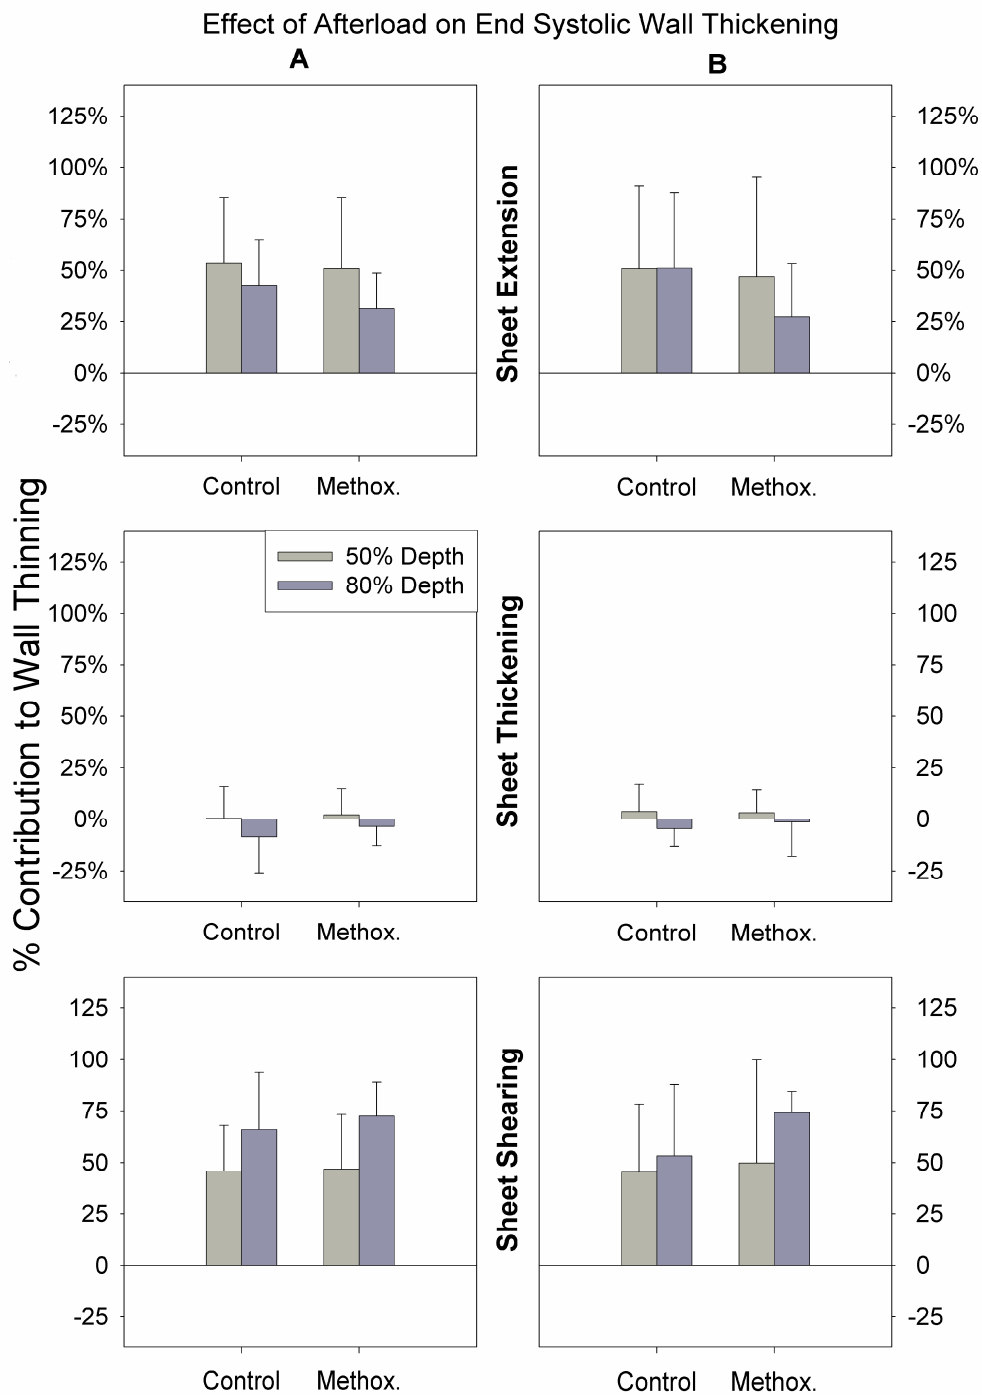 Effect of Afterload on End Systolic Wall Thickening
A
B
% Contribution to Wall Thinning
125%
100%
75%
50%
25%
0%
-25%
Control Methox.
Sheet Extension
125%
100%
75%
50%
25%
0%
-25%
Control Methox.
125%
100%
75%
50%
25%
0%
-25%
50% Depth
80% Depth
Control Methox.
Sheet Thickening
125
100
75
50
25
0
-25
Control Methox.
125
100
75
50
25
0
-25
Control Methox.
Sheet Shearing
125
100
75
50
25
0
-25
Control Methox.